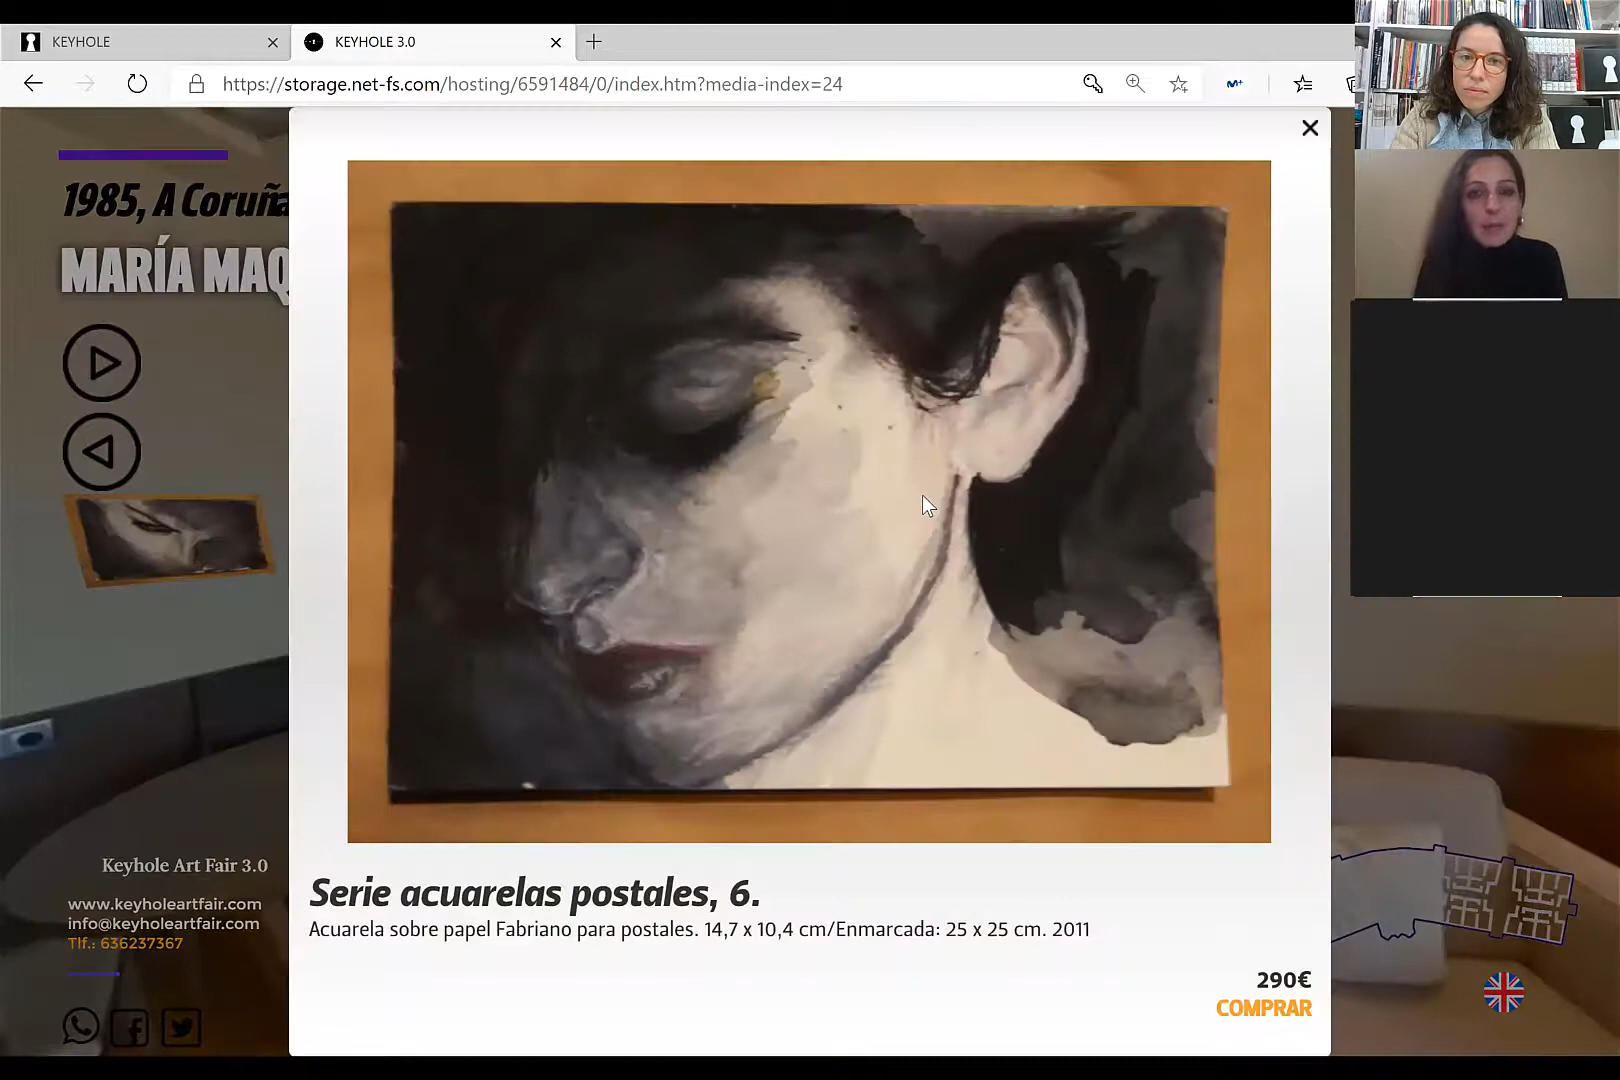 KEYHOLE
KEYHOLE 3.0
https://storage.net-fs.com/hosting/6591484/0/index.htm?media-index=24
1985, A Coruña
MARÍA MAQ
Keyhole Art Fair 3.0
www.keyholeartfair.com
info@keyholeartfair.com
Tlf.: 636237367
Serie acuarelas postales, 6.
Acuarela sobre papel Fabriano para postales. 14,7 x 10,4 cm/Enmarcada: 25 x 25 cm. 2011
290€
COMPRAR